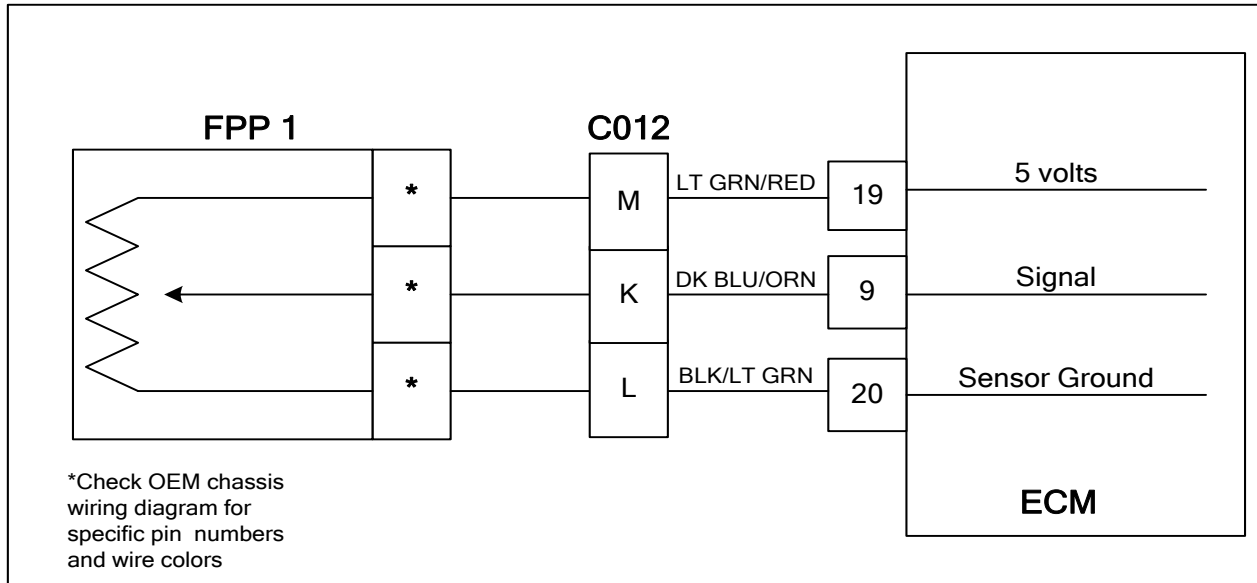 FPP 1
C012
*
M
LT GRN/RED
19
5 volts
*
K
DK BLU/ORN
9
Signal
*
L
BLK/LT GRN
20
Sensor Ground
ECM
*Check OEM chassis
wiring diagram for
specific pin numbers
and wire colors